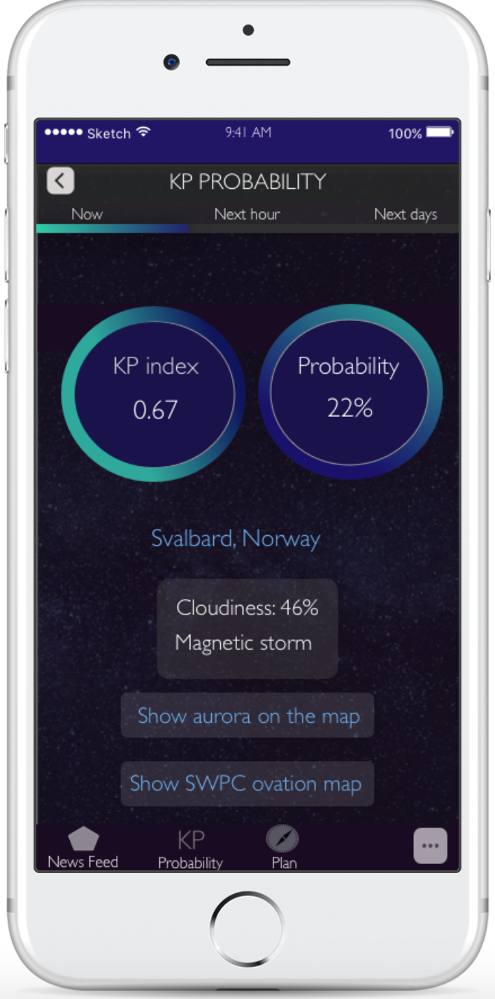 Sketch 9:41 AM 100%
KP PROBABILITY
Now Next hour Next days
KP index
0.67
Probability
22%
Svalbard, Norway
Cloudiness: 46%
Magnetic storm
Show aurora on the map
Show SWPC ovation map
KP
News Feed Probability Plan